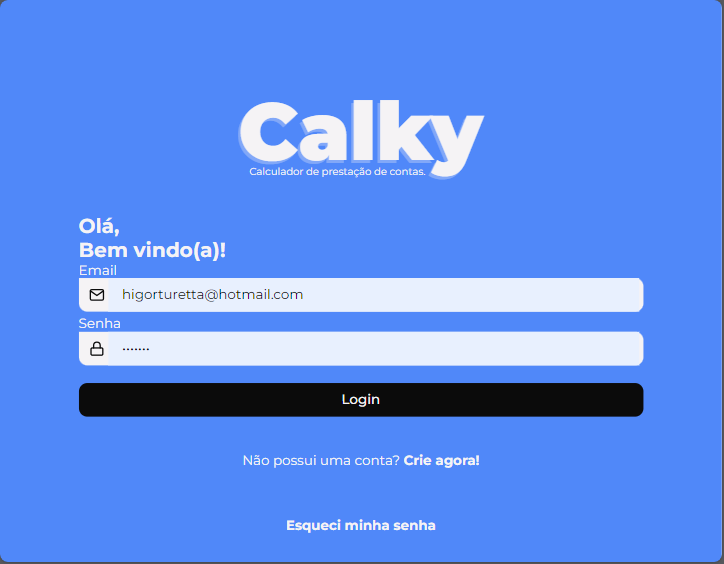 Calky
Calculador de prestação de contas.
Olá,
Bem vindo(a)!
Email
higorturetta@hotmail.com
Senha
·······
Login
Não possui uma conta? Crie agora!
Esqueci minha senha